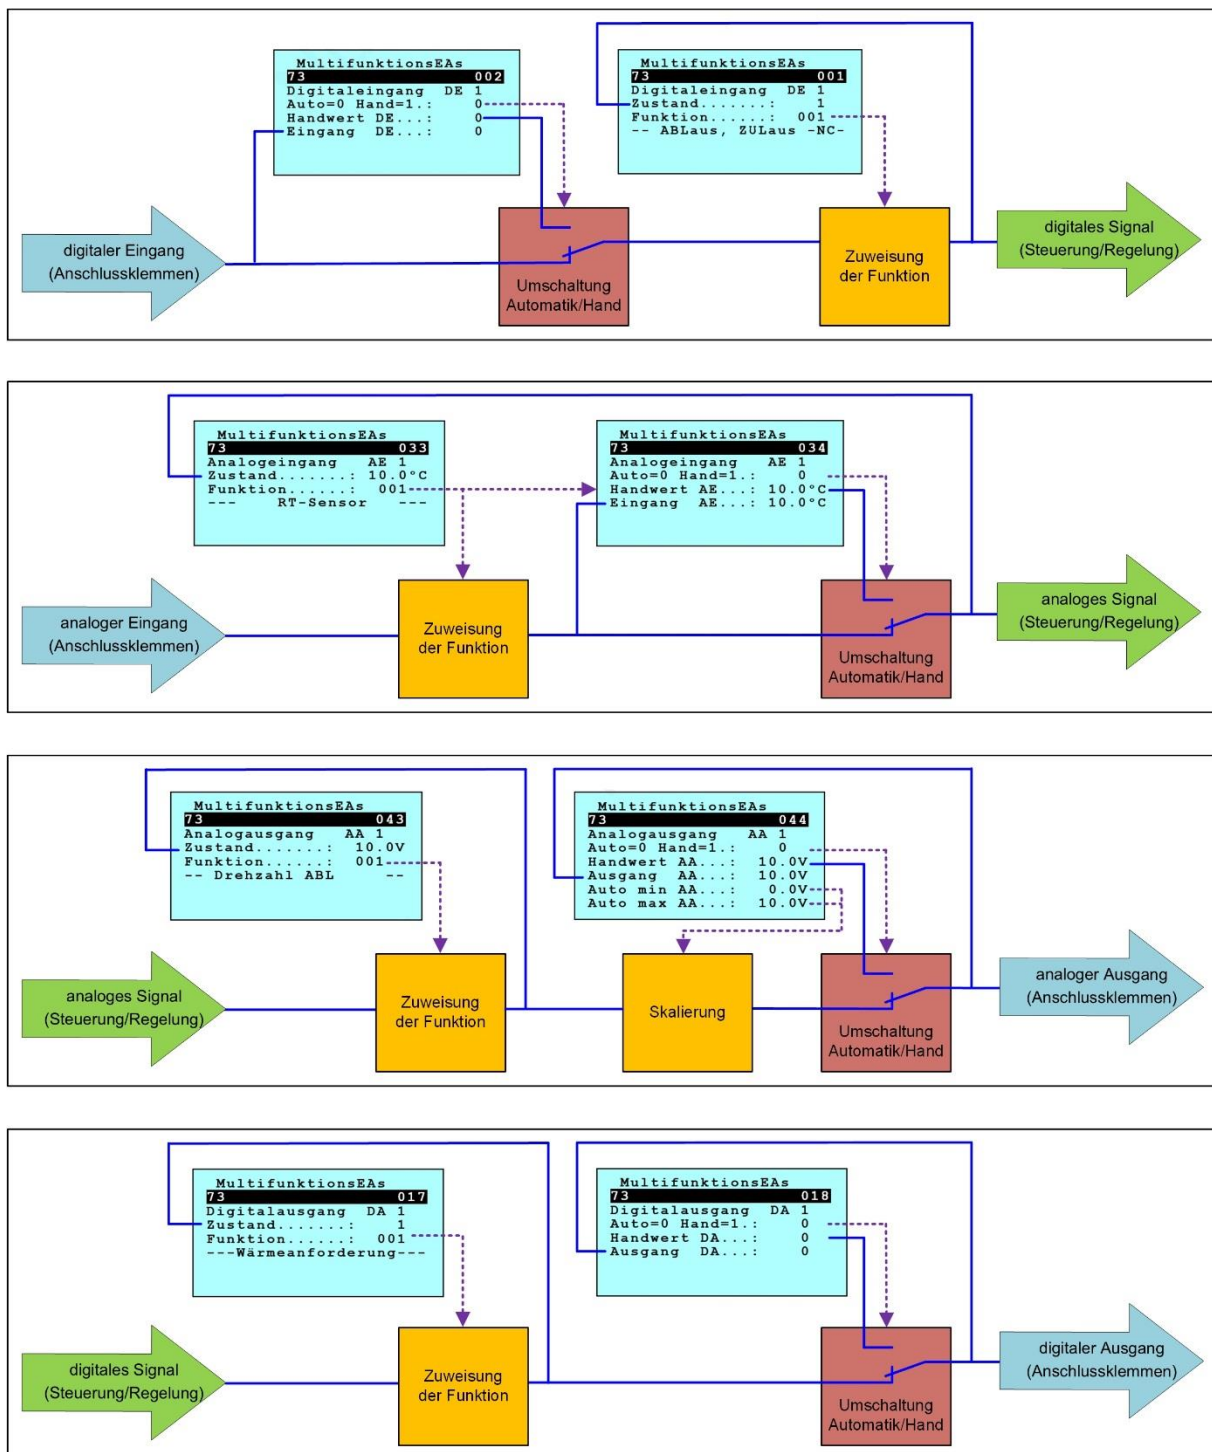 MultifunktionsEAs
73 002
Digitaleingang DE 1
Auto=0 Hand=1.: 0
Handwert DE...: 0
Eingang DE...: 0
MultifunktionsEAs
73 001
Digitaleingang DE 1
Zustand.......: 1
Funktion......: 001
-- ABLaus, ZULaus -NC-
digitaler Eingang
(Anschlussklemmen)
Umschaltung
Automatik/Hand
Zuweisung
der Funktion
digitales Signal
(Steuerung/Regelung)
MultifunktionsEAs
73 033
Analogeingang AE 1
Zustand.......: 10.0°C
Funktion......: 001
--- RT-Sensor ---
MultifunktionsEAs
73 034
Analogeingang AE 1
Auto=0 Hand=1.: 0
Handwert AE...: 10.0°C
Eingang AE...: 10.0°C
analoger Eingang
(Anschlussklemmen)
Zuweisung
der Funktion
Umschaltung
Automatik/Hand
analoges Signal
(Steuerung/Regelung)
MultifunktionsEAs
73 043
Analogausgang AA 1
Zustand.......: 10.0V
Funktion......: 001
-- Drehzahl ABL --
MultifunktionsEAs
73 044
Analogausgang AA 1
Auto=0 Hand=1.: 0
Handwert AA...: 10.0V
Ausgang AA...: 10.0V
Auto min AA...: 0.0V
Auto max AA...: 10.0V
analoges Signal
(Steuerung/Regelung)
Zuweisung
der Funktion
Skalierung
Umschaltung
Automatik/Hand
analoger Ausgang
(Anschlussklemmen)
MultifunktionsEAs
73 017
Digitalausgang DA 1
Zustand.......: 1
Funktion......: 001
---Wärmeanforderung---
MultifunktionsEAs
73 018
Digitalausgang DA 1
Auto=0 Hand=1.: 0
Handwert DA...: 0
Ausgang DA...: 0
digitales Signal
(Steuerung/Regelung)
Zuweisung
der Funktion
Umschaltung
Automatik/Hand
digitaler Ausgang
(Anschlussklemmen)